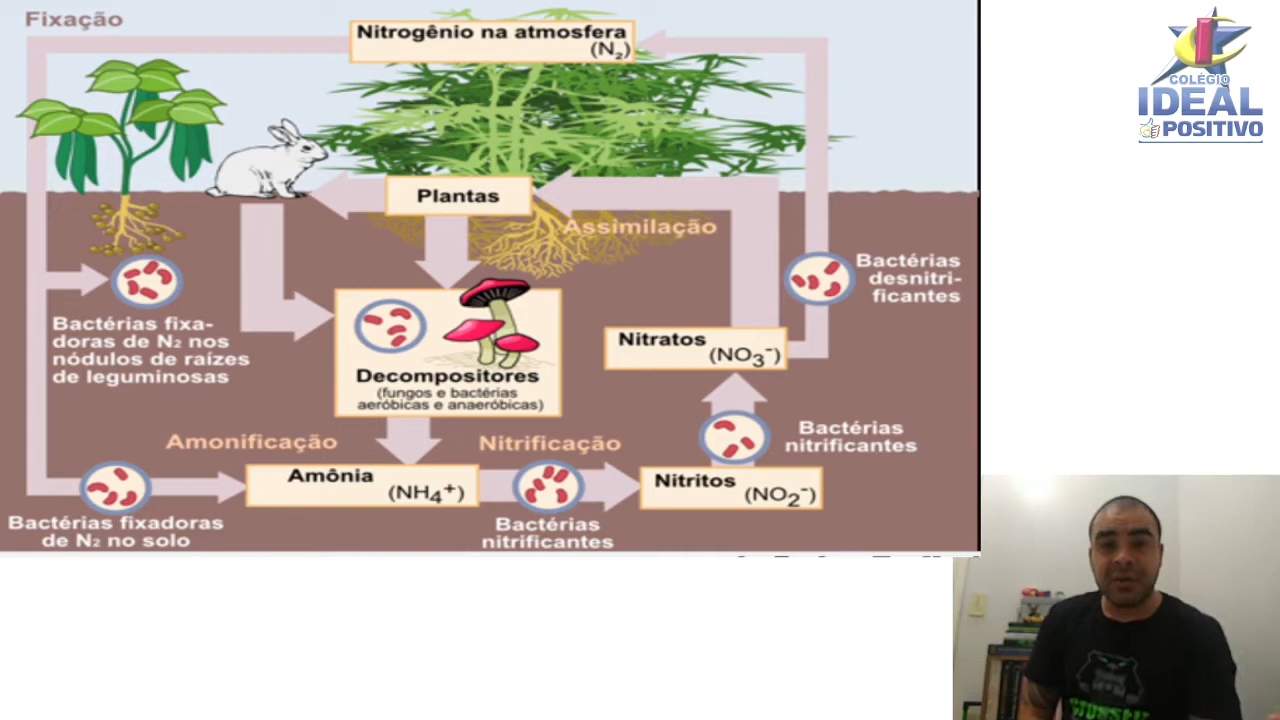 Fixação
Nitrogênio na atmosfera
(N₂)
COLÉGIO
IDEAL
POSITIVO
Plantas
Assimilação
Bactérias
desnitri-
ficantes
Bactérias fixa-
doras de N₂ nos
nódulos de raízes
de leguminosas
Nitratos
(NO₃⁻)
Decompositores
(fungos e bactérias
aeróbicas e anaeróbicas)
Amonificação
Nitrificação
Bactérias
nitrificantes
Amônia
(NH₄⁺)
Nitritos
(NO₂⁻)
Bactérias fixadoras
de N₂ no solo
Bactérias
nitrificantes